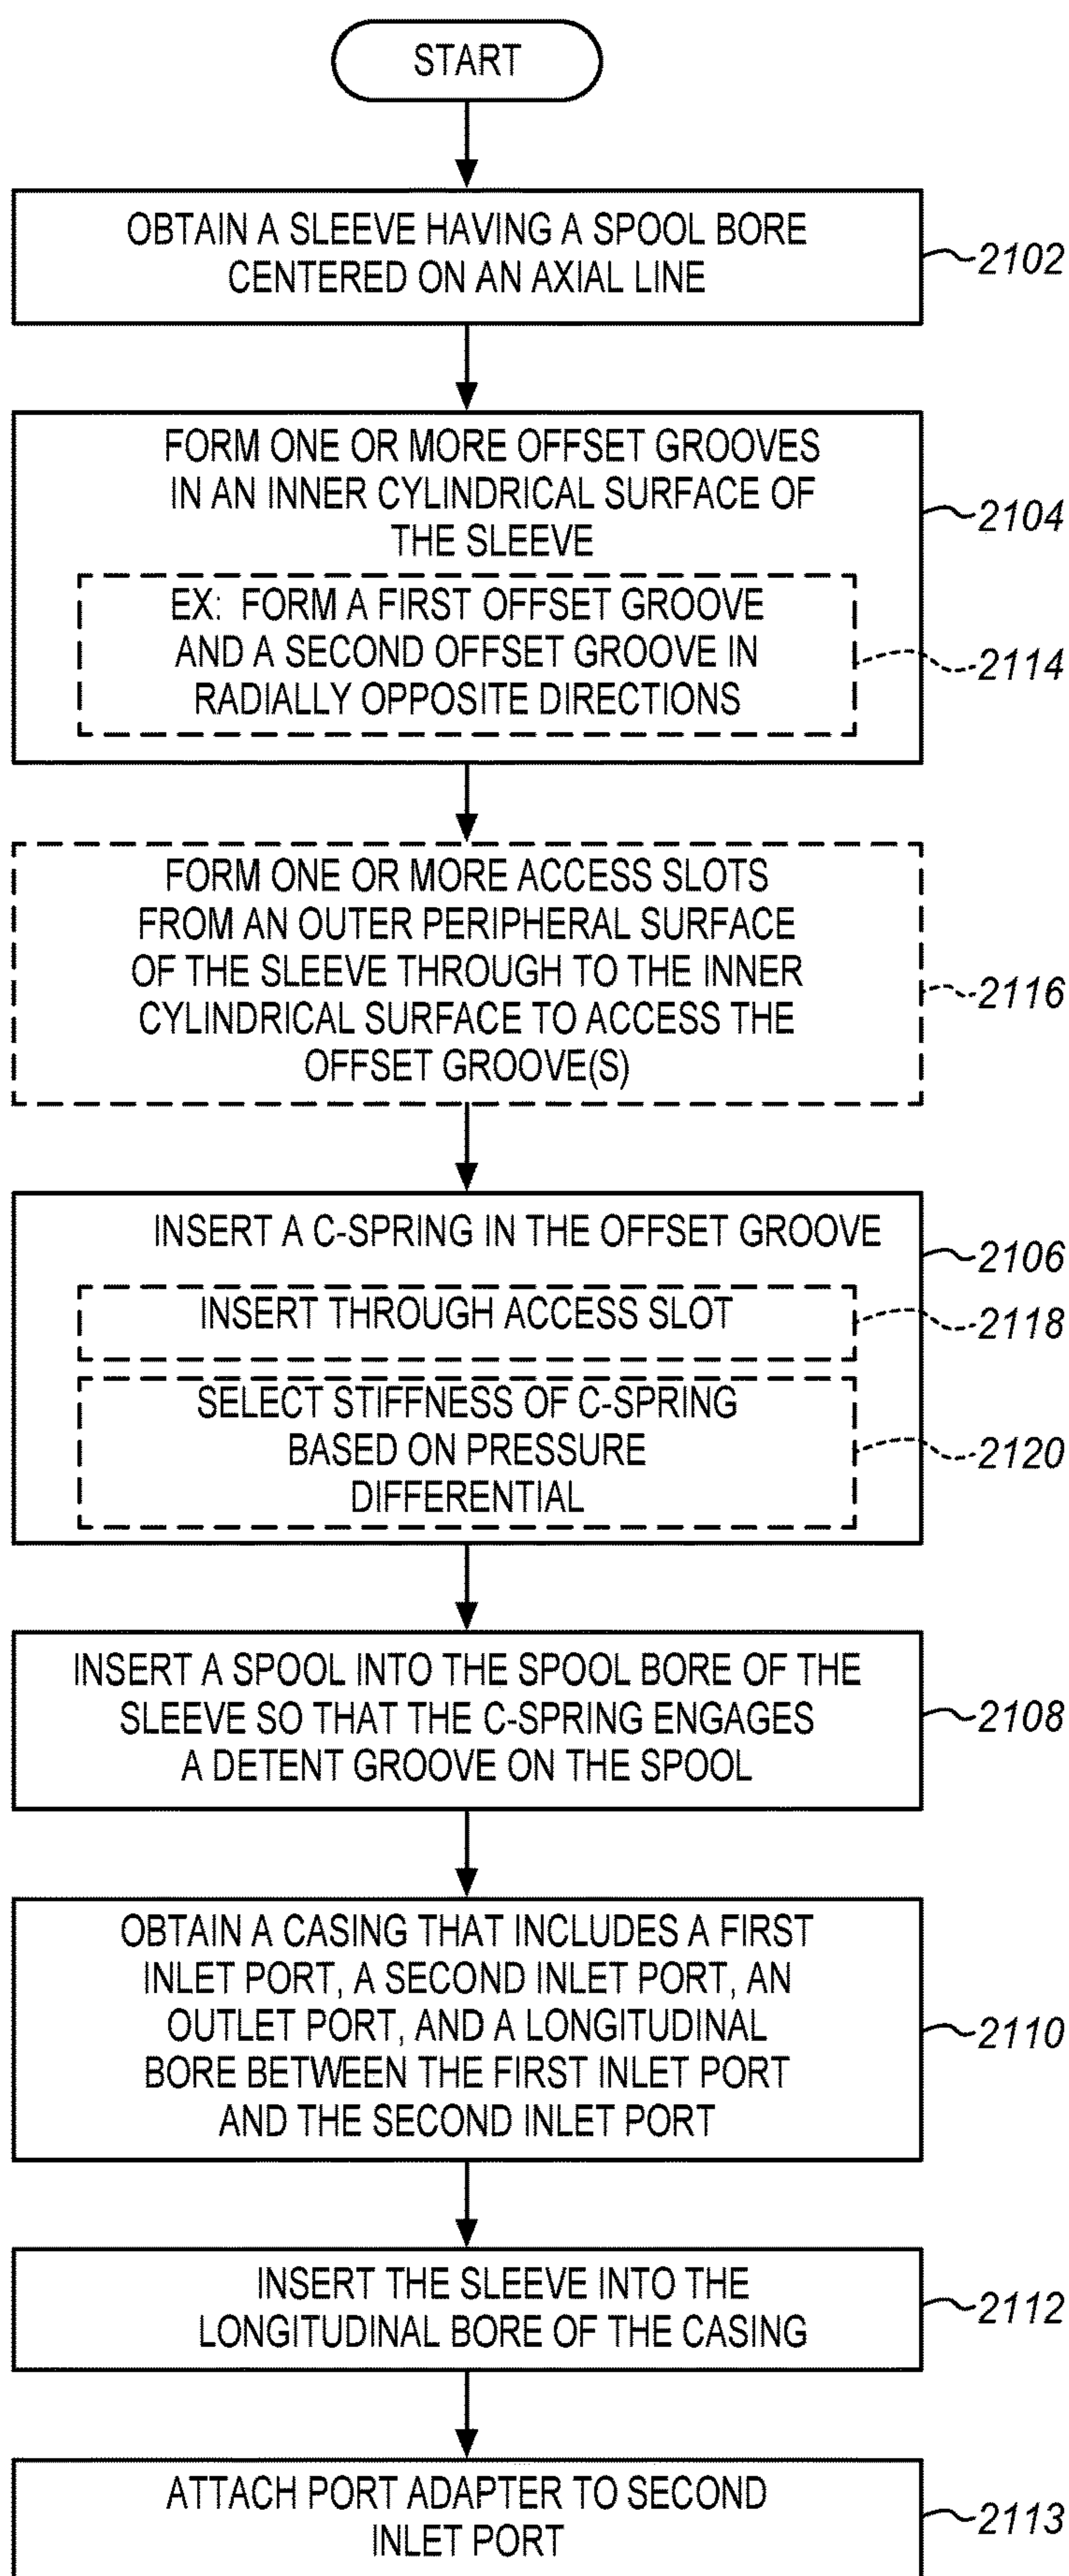 START
OBTAIN A SLEEVE HAVING A SPOOL BORE
CENTERED ON AN AXIAL LINE
2102
FORM ONE OR MORE OFFSET GROOVES
IN AN INNER CYLINDRICAL SURFACE OF
THE SLEEVE
2104
EX: FORM A FIRST OFFSET GROOVE
AND A SECOND OFFSET GROOVE IN
RADIALLY OPPOSITE DIRECTIONS
2114
FORM ONE OR MORE ACCESS SLOTS
FROM AN OUTER PERIPHERAL SURFACE
OF THE SLEEVE THROUGH TO THE INNER
CYLINDRICAL SURFACE TO ACCESS THE
OFFSET GROOVE(S)
2116
INSERT A C-SPRING IN THE OFFSET GROOVE
2106
INSERT THROUGH ACCESS SLOT
2118
SELECT STIFFNESS OF C-SPRING
BASED ON PRESSURE
DIFFERENTIAL
2120
INSERT A SPOOL INTO THE SPOOL BORE OF THE
SLEEVE SO THAT THE C-SPRING ENGAGES
A DETENT GROOVE ON THE SPOOL
2108
OBTAIN A CASING THAT INCLUDES A FIRST
INLET PORT, A SECOND INLET PORT, AN
OUTLET PORT, AND A LONGITUDINAL
BORE BETWEEN THE FIRST INLET PORT
AND THE SECOND INLET PORT
2110
INSERT THE SLEEVE INTO THE
LONGITUDINAL BORE OF THE CASING
2112
ATTACH PORT ADAPTER TO SECOND
INLET PORT
2113